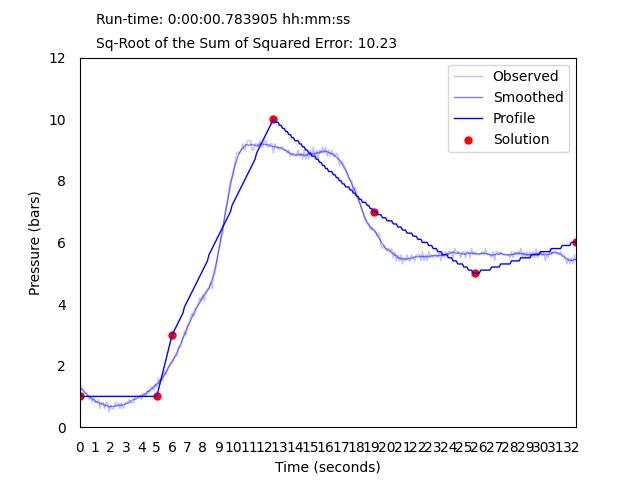 Run-time: 0:00:00.783905 hh:mm:ss
Sq-Root of the Sum of Squared Error: 10.23
12
10
8
6
4
2
0
Pressure (bars)
Observed
Smoothed
Profile
Solution
0 1 2 3 4 5 6 7 8 9 10 11 12 13 14 15 16 17 18 19 20 21 22 23 24 25 26 27 28 29 30 31 32
Time (seconds)